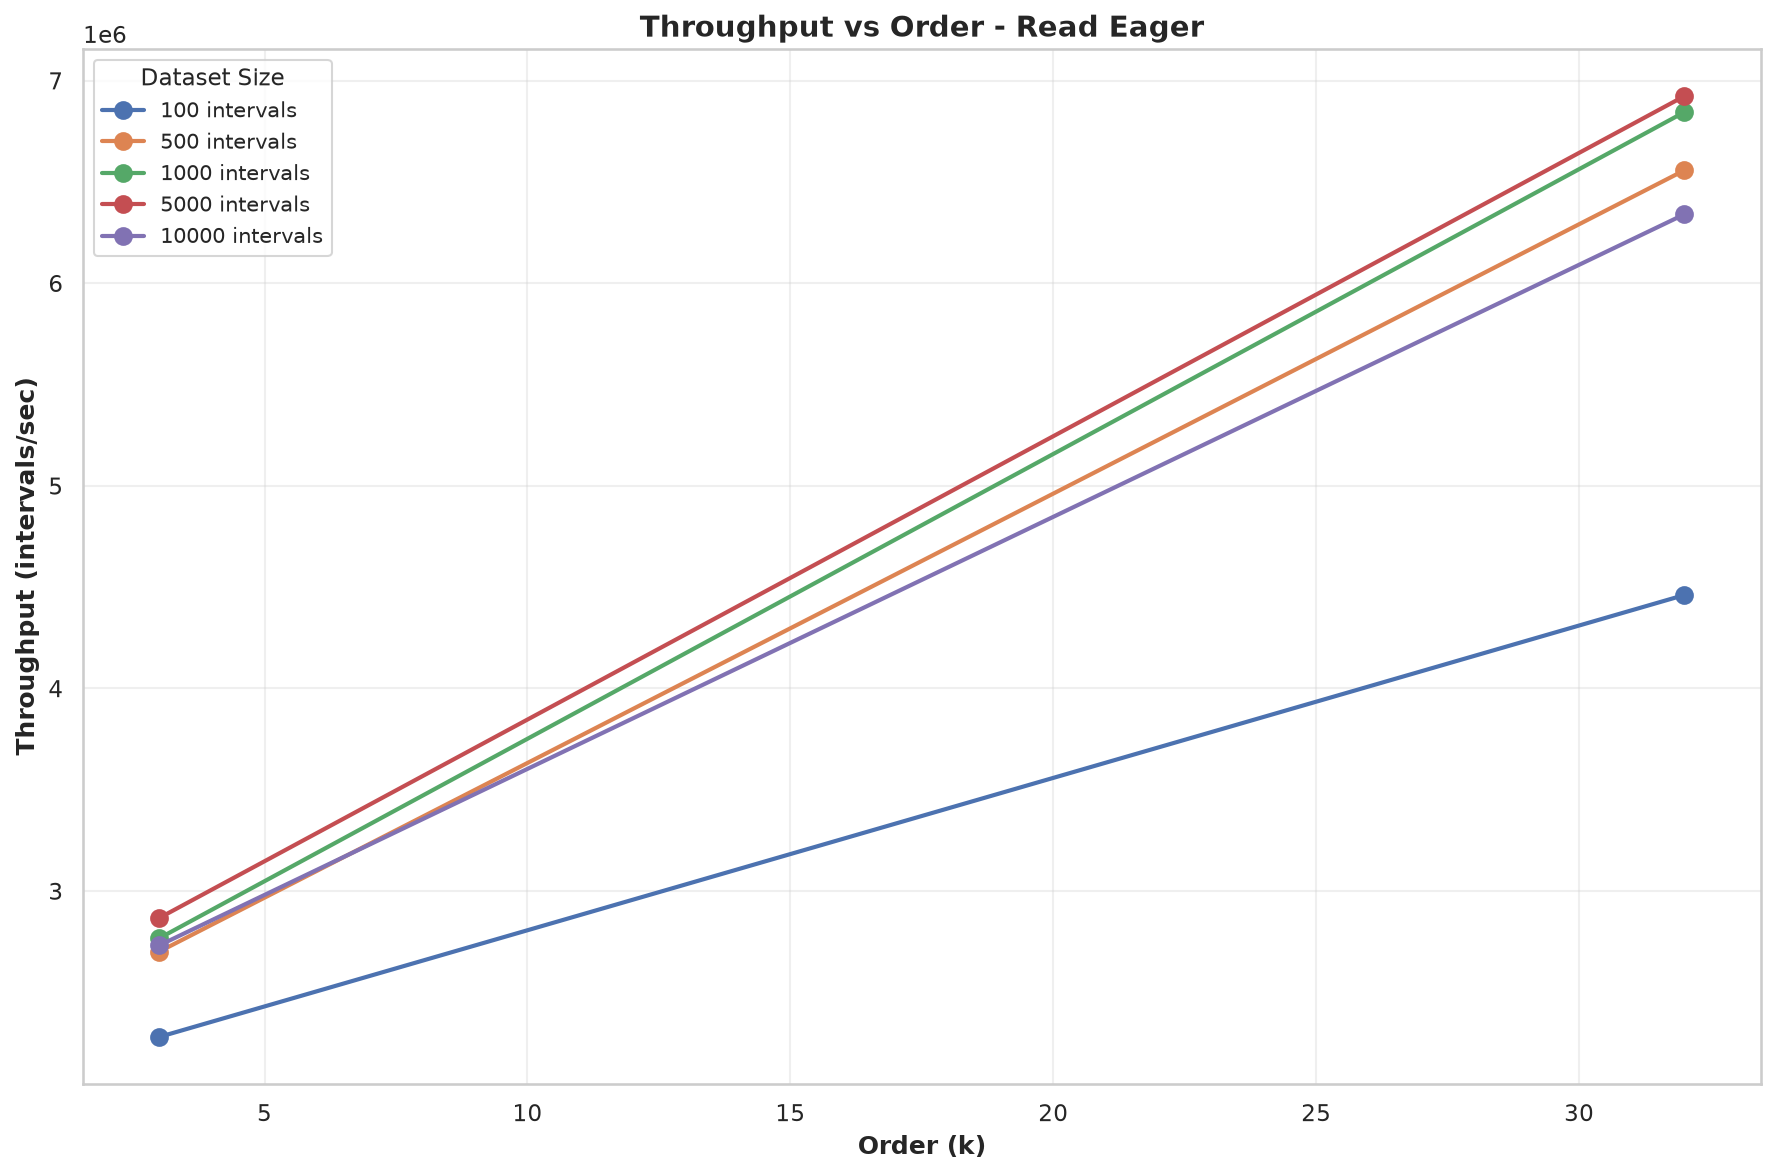 Throughput vs Order - Read Eager
1e6
Dataset Size
100 intervals
500 intervals
1000 intervals
5000 intervals
10000 intervals
7
6
5
4
3
Throughput (intervals/sec)
5 10 15 20 25 30
Order (k)